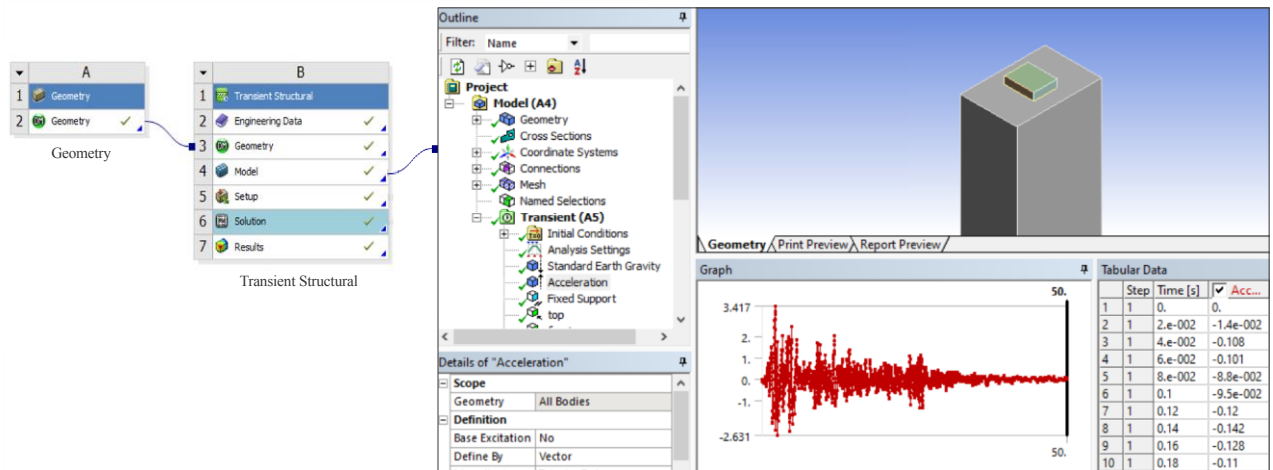 A
1 Geometry
2 Geometry
Geometry
B
1 Transient Structural
2 Engineering Data
3 Geometry
4 Model
5 Setup
6 Solution
7 Results
Transient Structural
Outline
Filter: Name
Project
Model (A4)
Geometry
Cross Sections
Coordinate Systems
Connections
Mesh
Named Selections
Transient (A5)
Initial Conditions
Analysis Settings
Standard Earth Gravity
Acceleration
Fixed Support
top
Details of "Acceleration"
Scope
Geometry All Bodies
Definition
Base Excitation No
Define By Vector
Geometry Print Preview Report Preview
Graph
50.
3.417
2.
1.
0.
-1.
-2.631
50.
Tabular Data
Step Time [s] Acc...
1 1 0. 0.
2 1 2.e-002 -1.4e-002
3 1 4.e-002 -0.108
4 1 6.e-002 -0.101
5 1 8.e-002 -8.8e-002
6 1 0.1 -9.5e-002
7 1 0.12 -0.12
8 1 0.14 -0.142
9 1 0.16 -0.128
10 1 0.18 -0.11